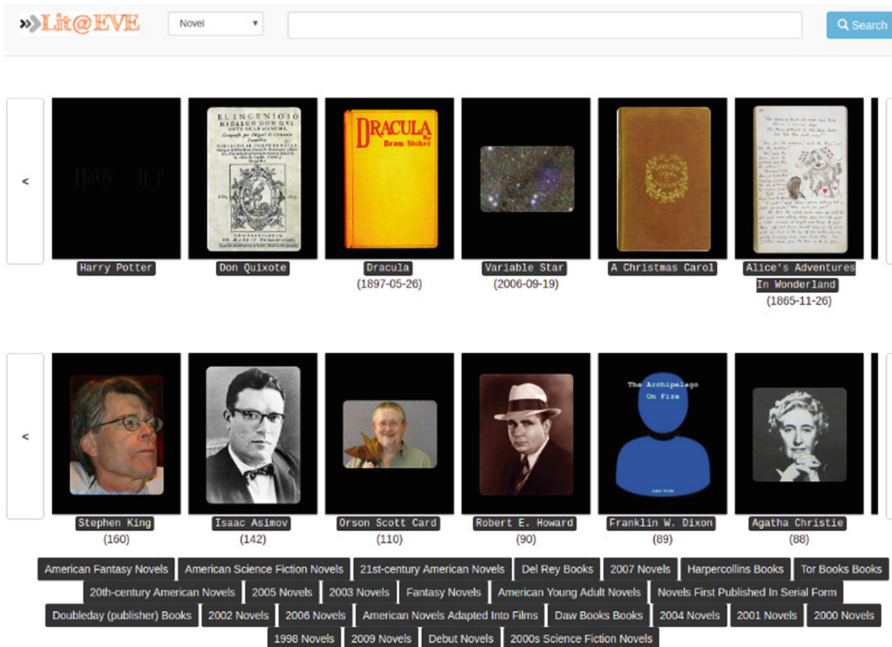 Lit@EVE
Novel
Search
EL INGENIOSO
HIDALGO DON QVI
DRACULA
By
Bram Stoker
<
Harry Potter
Don Quixote
Dracula
(1897-05-26)
Variable Star
(2006-09-19)
A Christmas Carol
Alice's Adventures
In Wonderland
(1865-11-26)
The Archipelago
On Fire
<
Stephen King
(160)
Isaac Asimov
(142)
Orson Scott Card
(110)
Robert E. Howard
(90)
Franklin W. Dixon
(89)
Agatha Christie
(88)
American Fantasy Novels American Science Fiction Novels 21st-century American Novels Del Rey Books 2007 Novels Harpercollins Books Tor Books Books
20th-century American Novels 2005 Novels 2003 Novels Fantasy Novels American Young Adult Novels Novels First Published In Serial Form
Doubleday (publisher) Books 2002 Novels 2006 Novels American Novels Adapted Into Films Daw Books Books 2004 Novels 2001 Novels 2000 Novels
1998 Novels 2009 Novels Debut Novels 2000s Science Fiction Novels